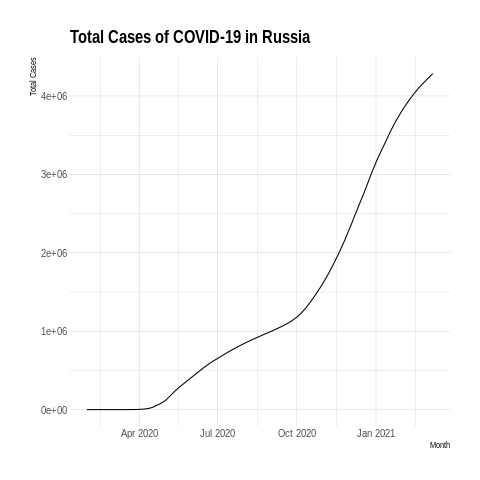 Total Cases of COVID-19 in Russia
Total Cases
4e+06
3e+06
2e+06
1e+06
0e+00
Apr 2020 Jul 2020 Oct 2020 Jan 2021
Month